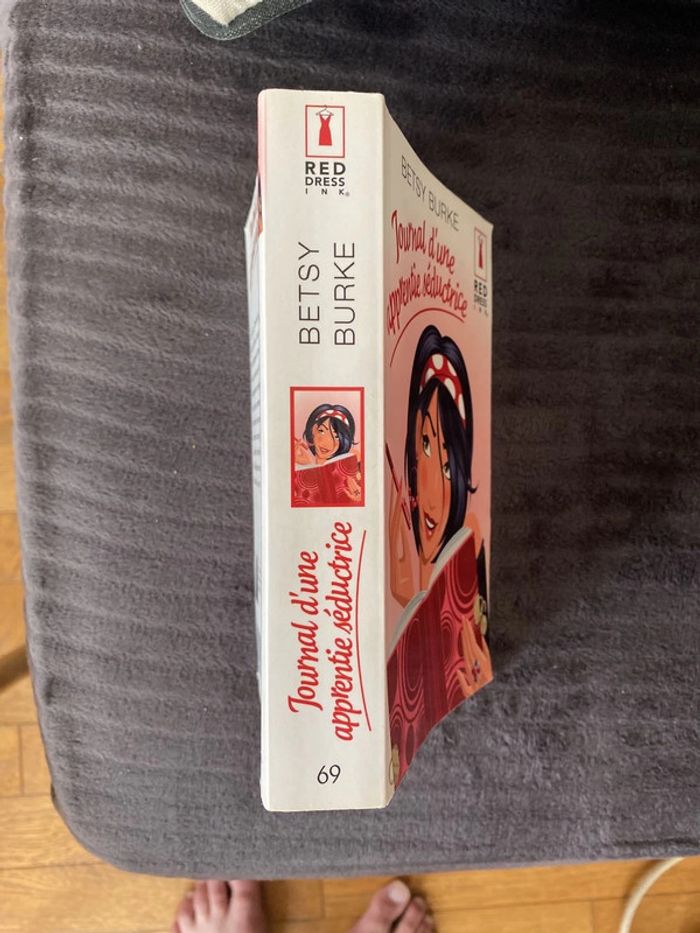 RED
DRESS
INK®
BETSY
BURKE
Journal d'une
apprentie séductrice
69
BETSY BURKE
Journal d'une
apprentie séductrice
RED
DRESS
INK®